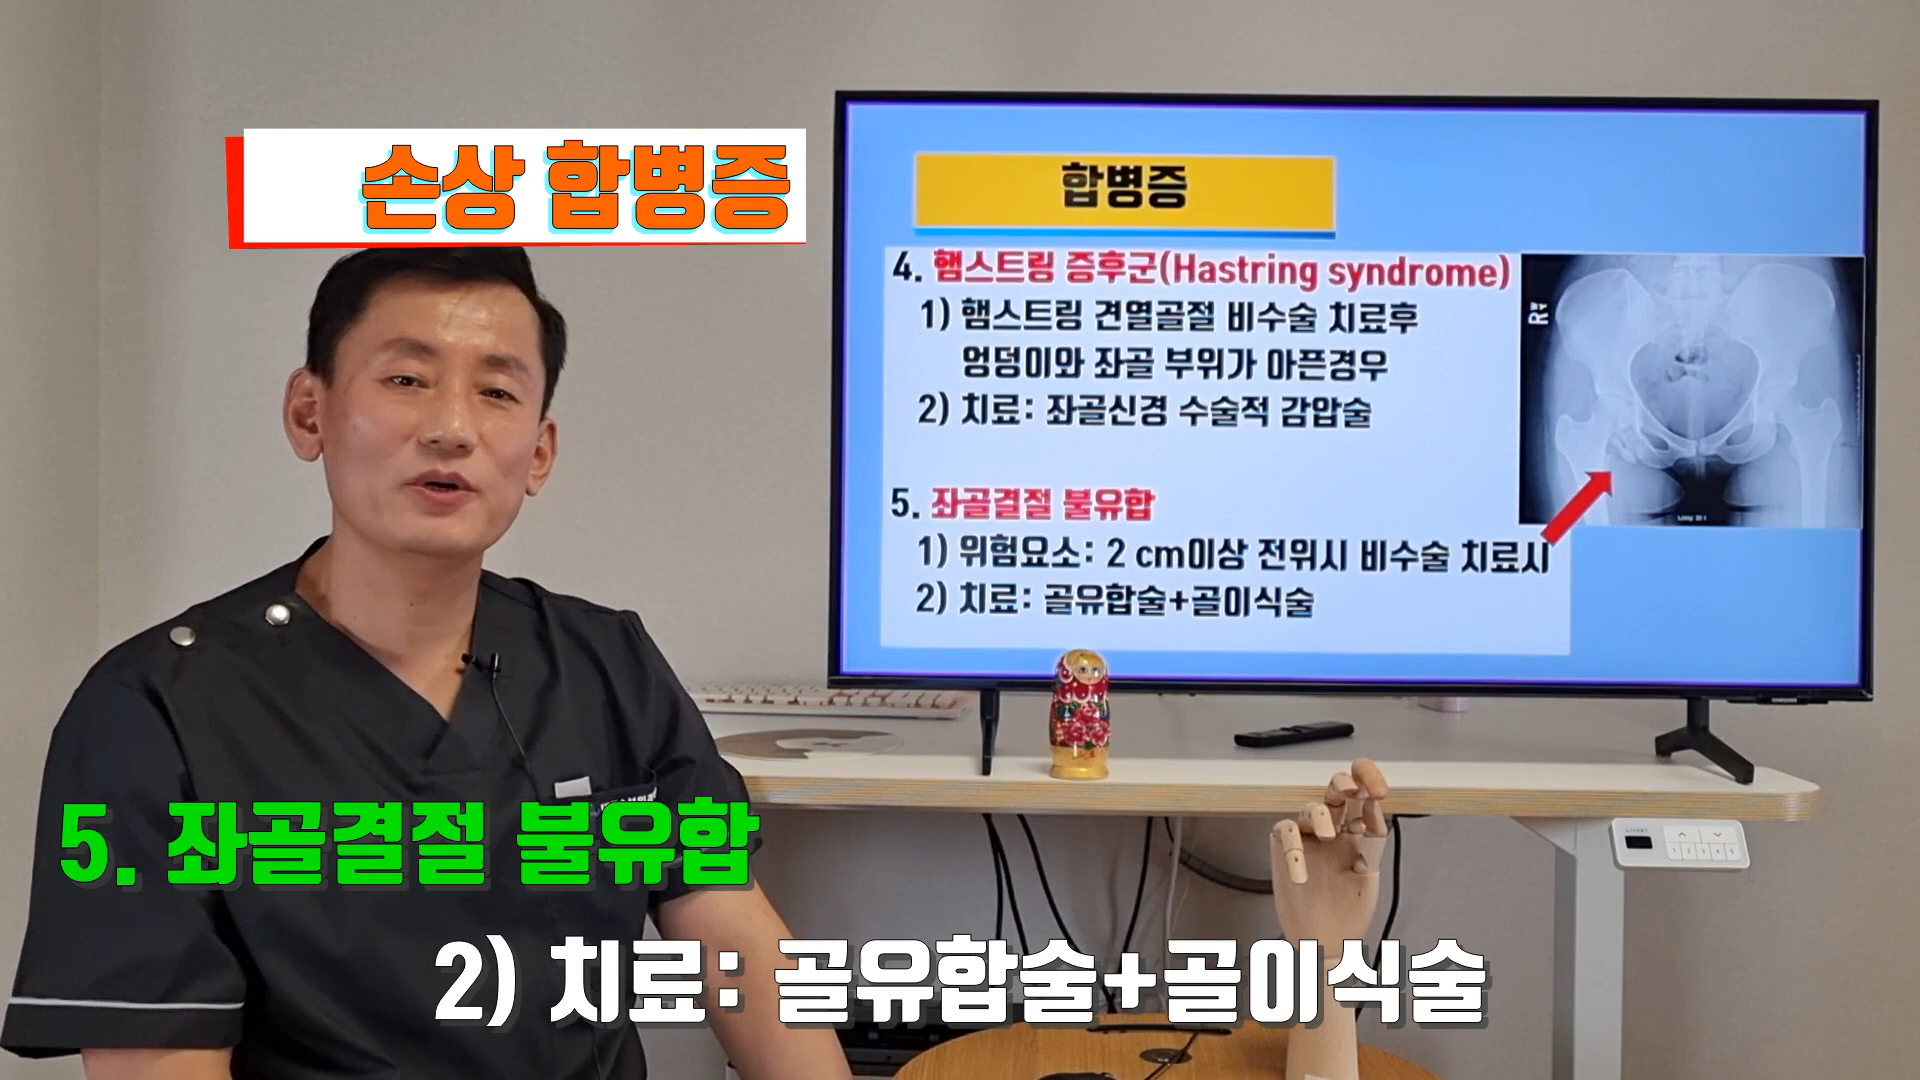 손상 합병증
합병증
4. 햄스트링 증후군(Hastring syndrome)
1) 햄스트링 견열골절 비수술 치료후
엉덩이와 좌골 부위가 아픈경우
2) 치료: 좌골신경 수술적 감압술
5. 좌골결절 불유합
1) 위험요소: 2 cm이상 전위시 비수술 치료시
2) 치료: 골유합술+골이식술
5. 좌골결절 불유합
2) 치료: 골유합술+골이식술